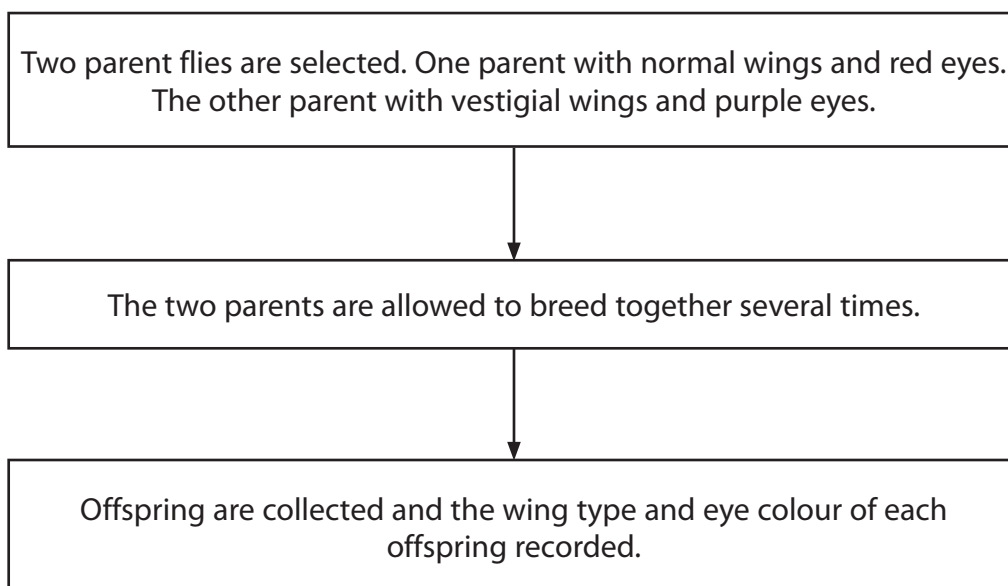 Two parent flies are selected. One parent with normal wings and red eyes.
The other parent with vestigial wings and purple eyes.
The two parents are allowed to breed together several times.
Offspring are collected and the wing type and eye colour of each
offspring recorded.